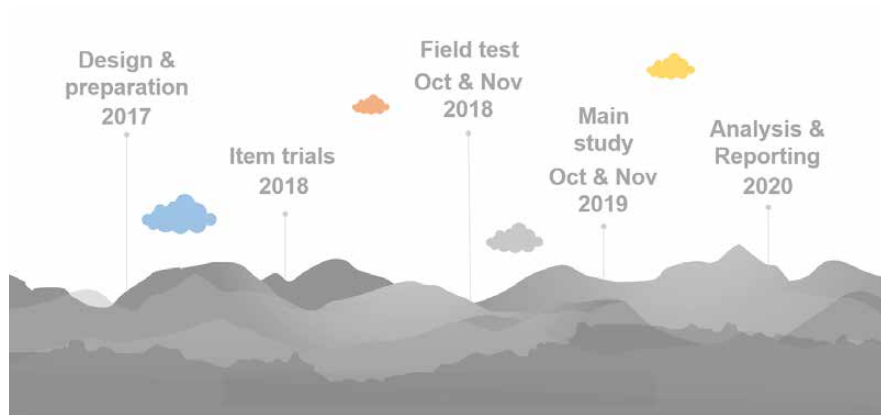 Design &
preparation
2017
Item trials
2018
Field test
Oct & Nov
2018
Main
study
Oct & Nov
2019
Analysis &
Reporting
2020